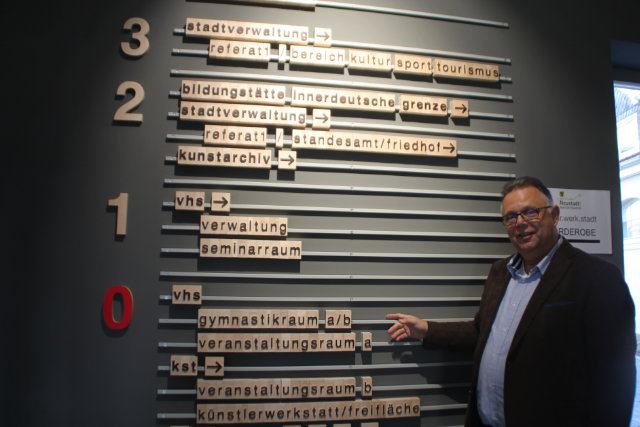 3
stadtverwaltung →
referat1 / bereich kultur sport tourismus
2
bildungstätte innerdeutsche grenze →
stadtverwaltung →
referat1 / standesamt/friedhof →
kunstarchiv →
1
vhs →
verwaltung
seminarraum
0
vhs
gymnastikraum a/b
veranstaltungsraum a
kst →
veranstaltungsraum b
künstlerwerkstatt/freifläche
Neustadt
r.werk.stadt
RDEROBE